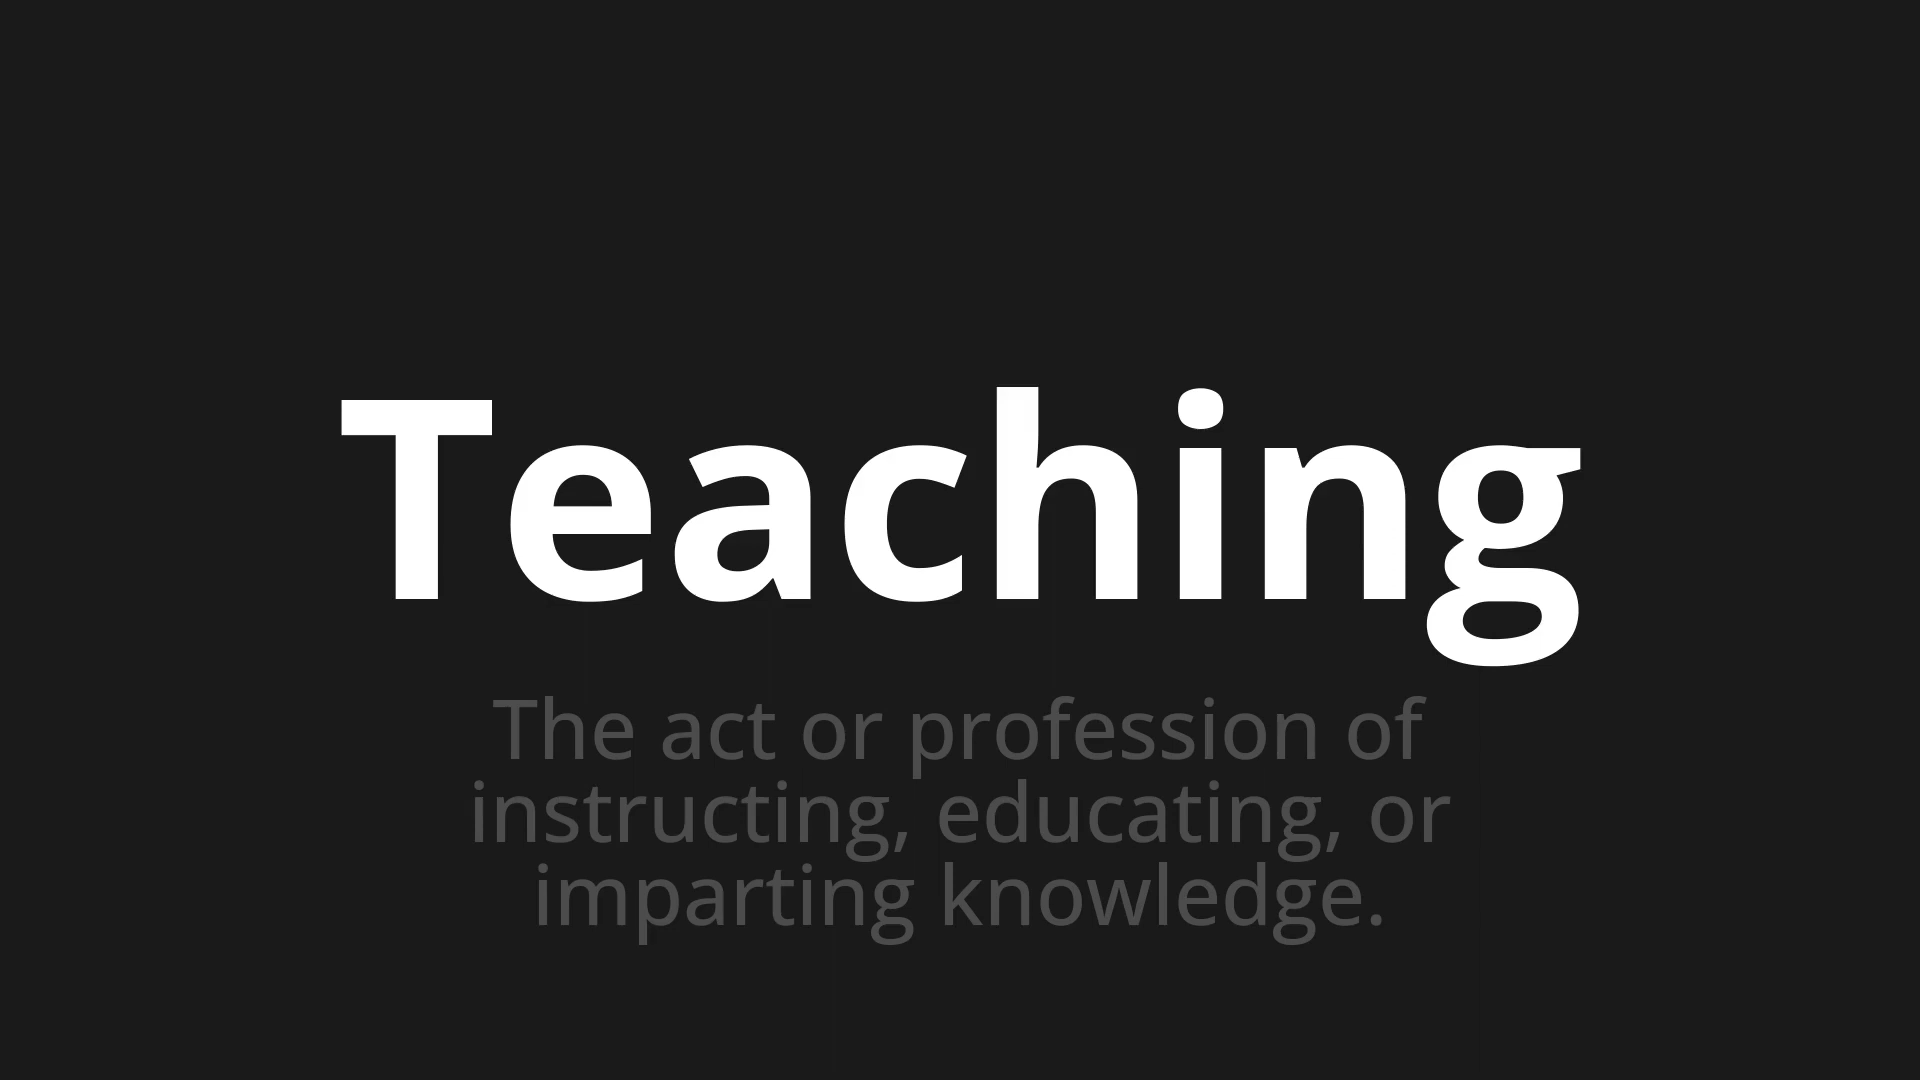 Teaching
The act or profession of
instructing, educating, or
imparting knowledge.